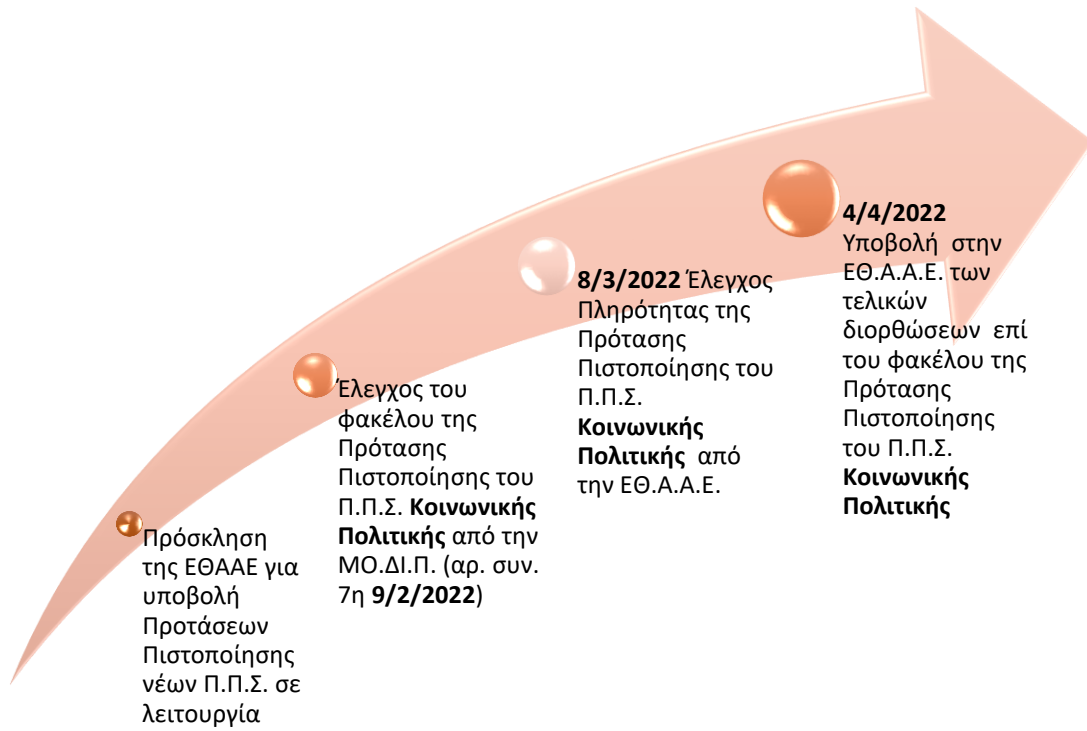 Πρόσκληση
της ΕΘΑΑΕ για
υποβολή
Προτάσεων
Πιστοποίησης
νέων Π.Π.Σ. σε
λειτουργία
Έλεγχος του
φακέλου της
Πρότασης
Πιστοποίησης του
Π.Π.Σ. Κοινωνικής
Πολιτικής από την
ΜΟ.ΔΙ.Π. (αρ. συν.
7η 9/2/2022)
8/3/2022 Έλεγχος
Πληρότητας της
Πρότασης
Πιστοποίησης του
Π.Π.Σ.
Κοινωνικής
Πολιτικής από
την ΕΘ.Α.Α.Ε.
4/4/2022
Υποβολή στην
ΕΘ.Α.Α.Ε. των
τελικών
διορθώσεων επί
του φακέλου της
Πρότασης
Πιστοποίησης
του Π.Π.Σ.
Κοινωνικής
Πολιτικής